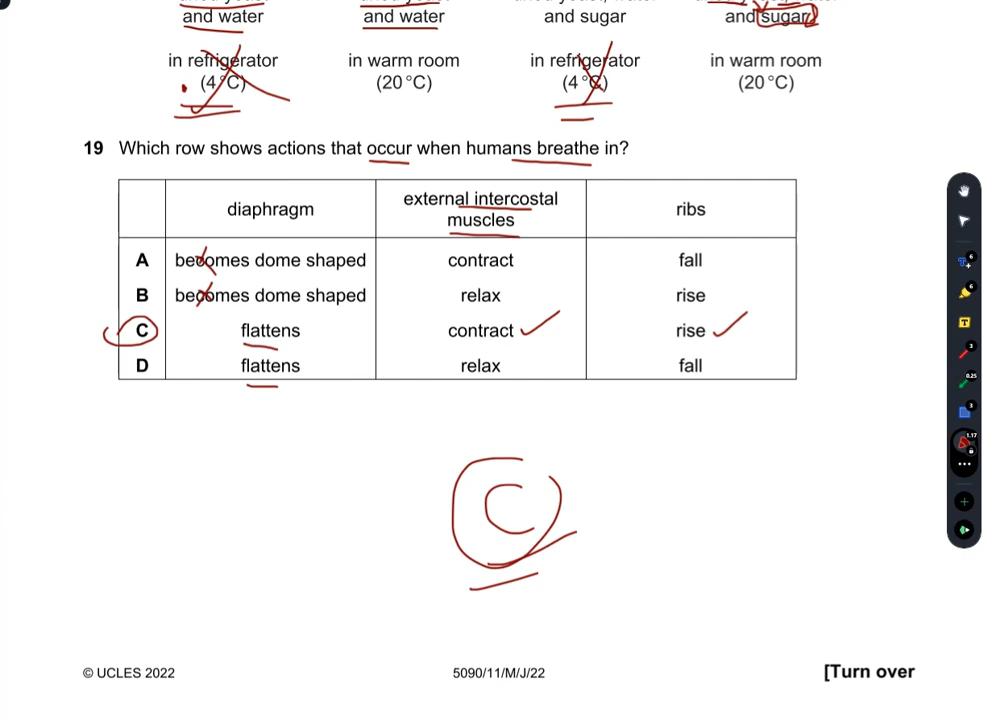 and water and water and sugar and sugar
in refrigerator in warm room in refrigerator in warm room
(4 °C) (20 °C) (4 °C) (20 °C)
19 Which row shows actions that occur when humans breathe in?
diaphragm external intercostal muscles ribs
A becomes dome shaped contract fall
B becomes dome shaped relax rise
C flattens contract rise
D flattens relax fall
C
© UCLES 2022 5090/11/M/J/22 [Turn over